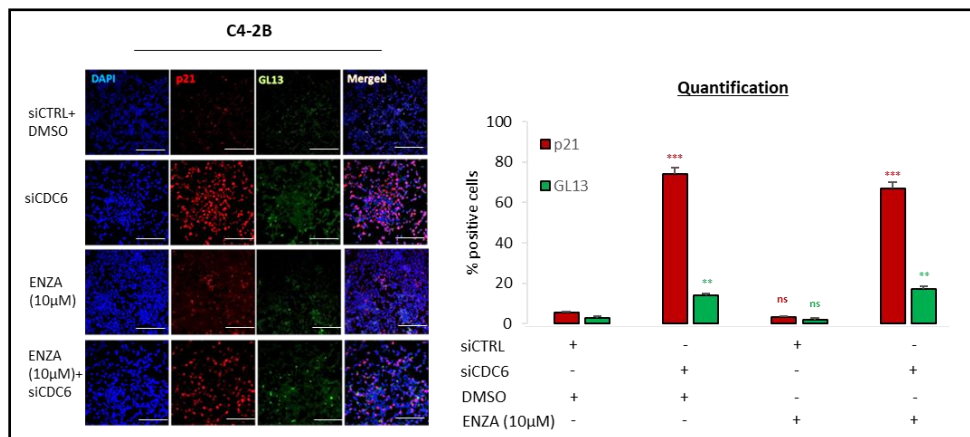 C4-2B
DAPI p21 GL13 Merged
siCTRL+
DMSO
siCDC6
ENZA
(10µM)
ENZA
(10µM)+
siCDC6
Quantification
% positive cells
100
80
60
40
20
0
p21
GL13
***
**
ns
ns
***
**
siCTRL + - + -
siCDC6 - + - +
DMSO + + - -
ENZA (10µM) - - + +